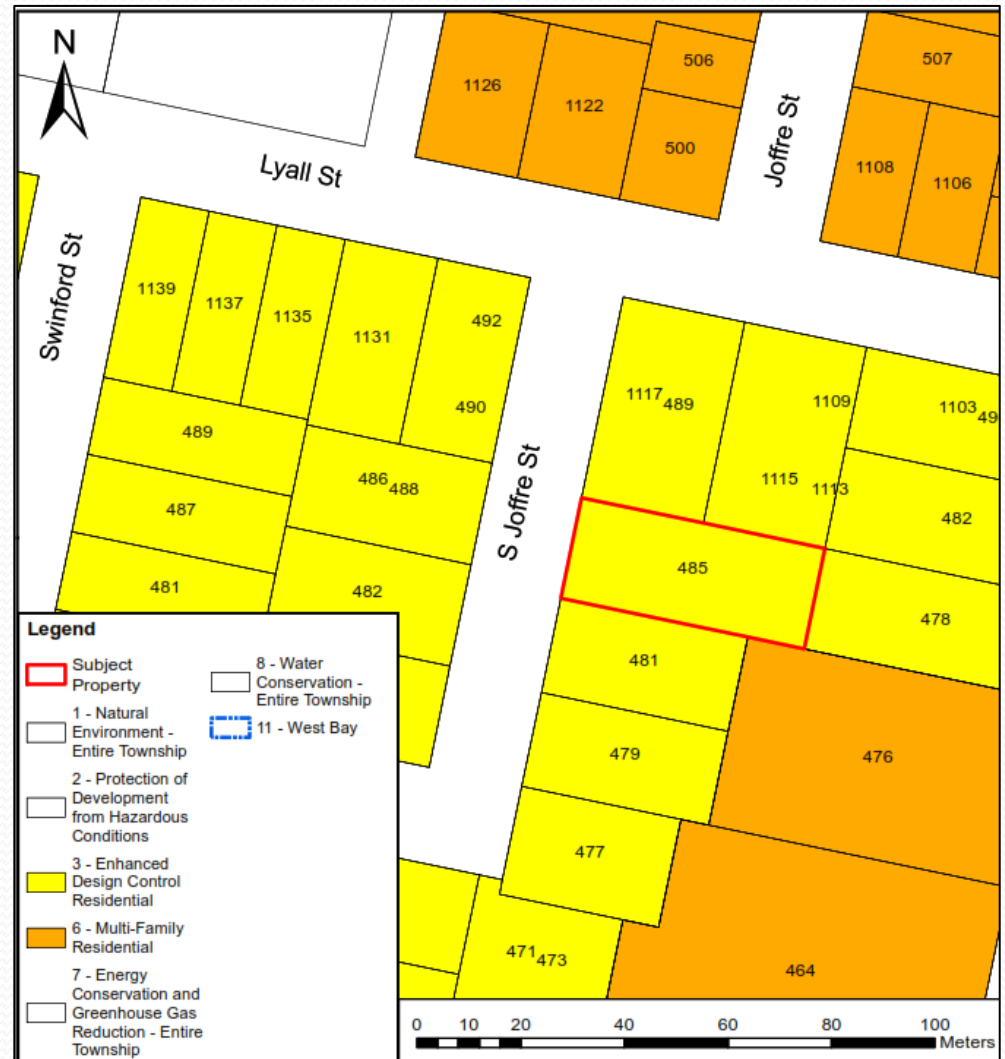 N
506
507
1126
1122
500
1108
1106
Lyall St
Joffre St
Swinford St
1139
1137
1135
1131
492
490
1117
489
1109
1103
49
1115
1113
482
489
486
488
487
S Joffre St
485
481
482
478
481
479
476
477
471
473
464
Legend
Subject
Property
1 - Natural
Environment -
Entire Township
2 - Protection of
Development
from Hazardous
Conditions
3 - Enhanced
Design Control
Residential
6 - Multi-Family
Residential
7 - Energy
Conservation and
Greenhouse Gas
Reduction - Entire
Township
8 - Water
Conservation -
Entire Township
11 - West Bay
0 10 20 40 60 80 100
Meters